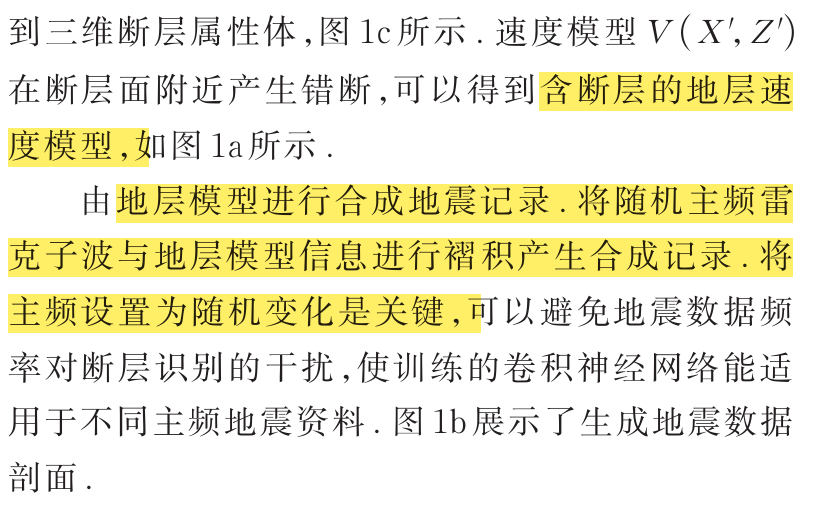 到三维断层属性体,图 1c所示.速度模型 V(X′,Z′)
在断层面附近产生错断,可以得到含断层的地层速
度模型,如图 1a所示.
由地层模型进行合成地震记录.将随机主频雷
克子波与地层模型信息进行褶积产生合成记录.将
主频设置为随机变化是关键,可以避免地震数据频
率对断层识别的干扰,使训练的卷积神经网络能适
用于不同主频地震资料.图 1b展示了生成地震数据
剖面.